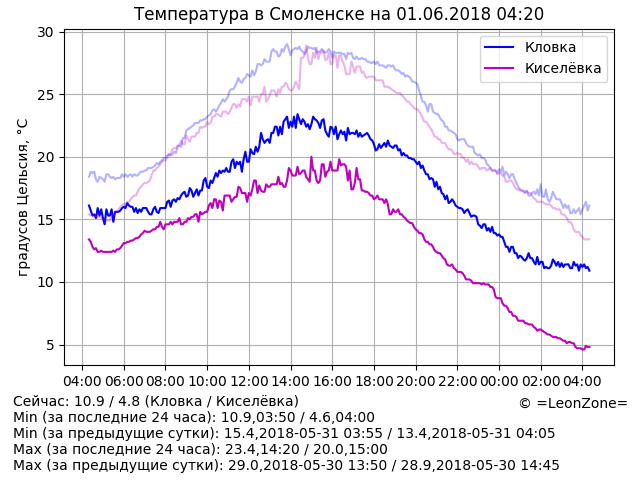 Температура в Смоленске на 01.06.2018 04:20
Кловка
Киселёвка
30
25
20
15
10
5
градусов Цельсия, °C
04:00 06:00 08:00 10:00 12:00 14:00 16:00 18:00 20:00 22:00 00:00 02:00 04:00
Сейчас: 10.9 / 4.8 (Кловка / Киселёвка)
© =LeonZone=
Min (за последние 24 часа): 10.9,03:50 / 4.6,04:00
Min (за предыдущие сутки): 15.4,2018-05-31 03:55 / 13.4,2018-05-31 04:05
Max (за последние 24 часа): 23.4,14:20 / 20.0,15:00
Max (за предыдущие сутки): 29.0,2018-05-30 13:50 / 28.9,2018-05-30 14:45